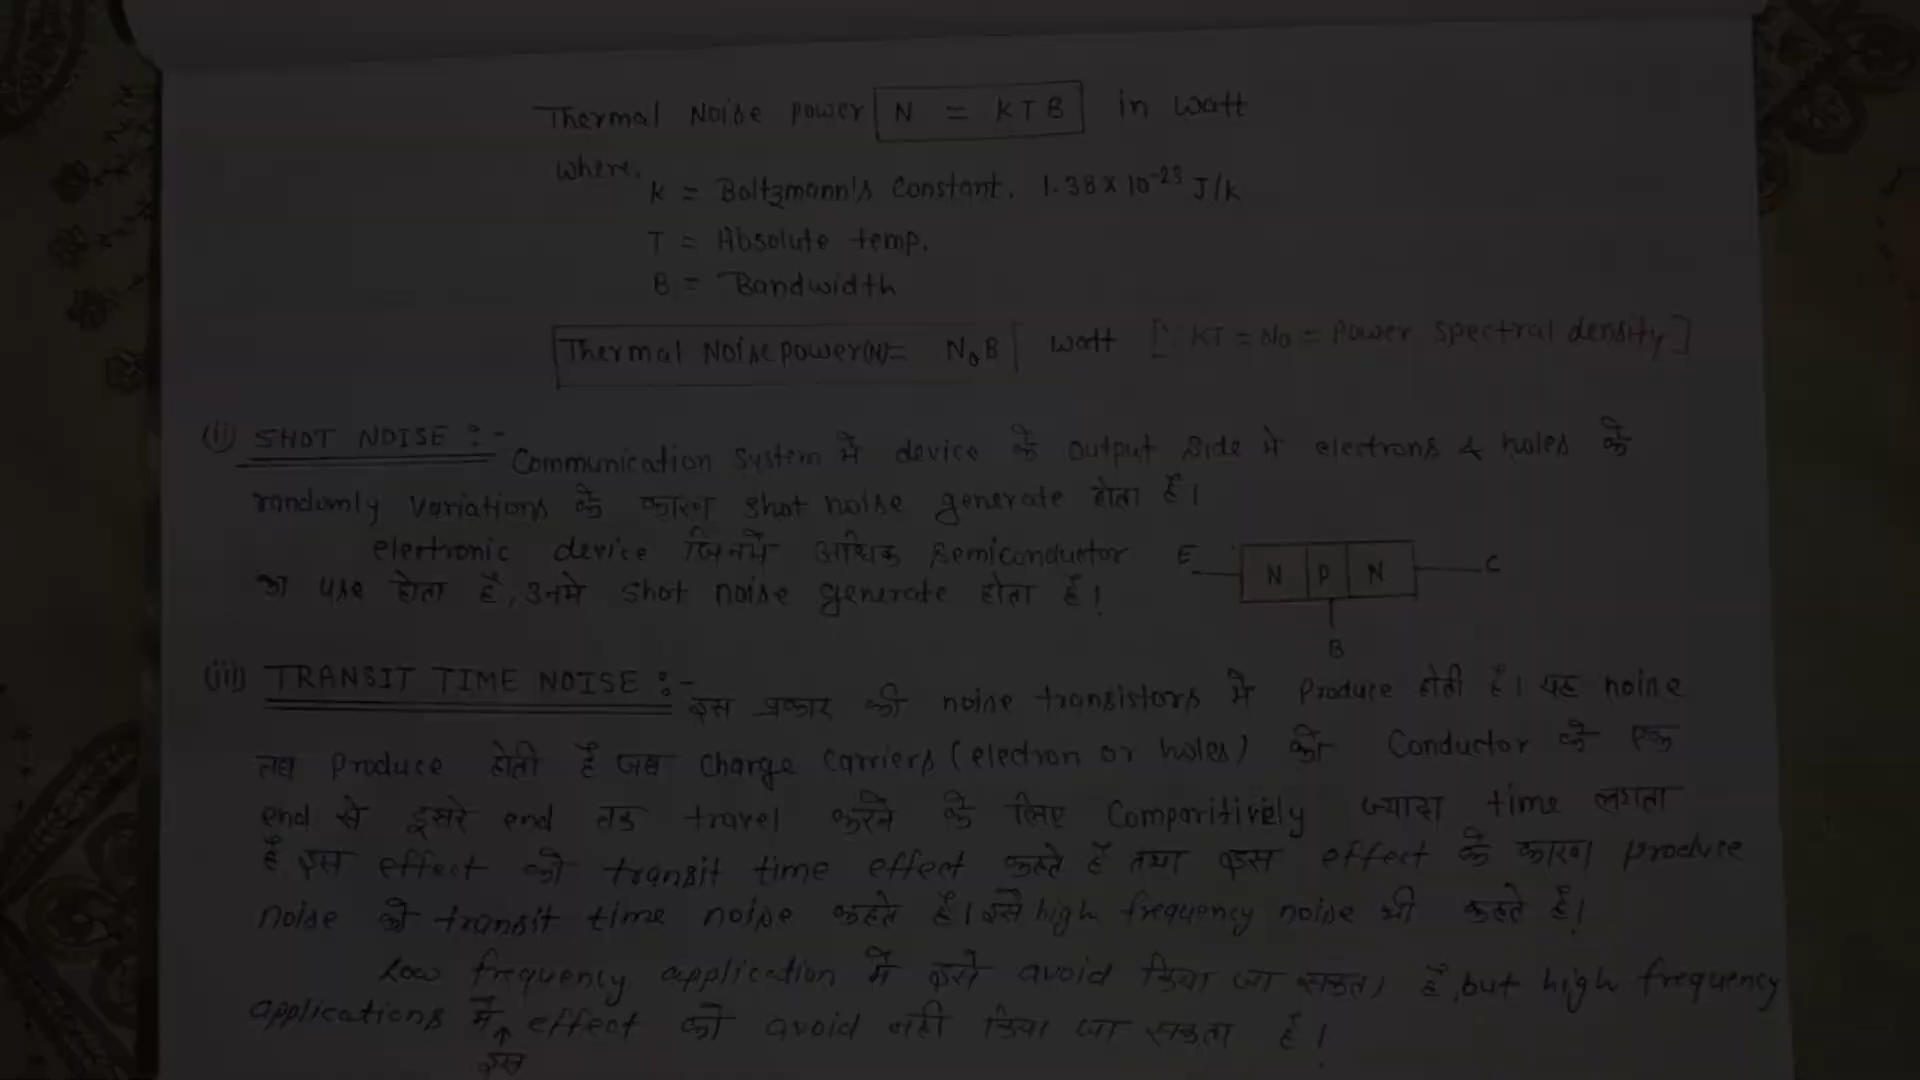 Thermal Noise power N = KTB in watt
where,
K = Boltzmann's Constant. 1.38 × 10⁻²³ J/K
T = Absolute temp.
B = Bandwidth
Thermal Noise power(N)= N₀B watt [∵ KT = N₀ = Power spectral density]
(ii) SHOT NOISE :- Communication system में device के output side में electrons & holes के
randomly variations के कारण shot noise generate होता है।
electronic device जिनमें अधिक semiconductor
का use होता है, उनमे shot noise generate होता है।
E N P N C
B
(iii) TRANSIT TIME NOISE :- इस प्रकार की noise transistors में produce होती है। यह noise
तब produce होती है जब charge carriers (electron or holes) को Conductor के एक
end से दूसरे end तक travel करने के लिए Comparitively ज्यादा time लगता
है इस effect को transit time effect कहते हैं तथा इस effect के कारण produce
noise को transit time noise कहते हैं। इसे high frequency noise भी कहते हैं।
Low frequency application में इसे avoid किया जा सकता है, but high frequency
applications में इस effect को avoid नही किया जा सकता है।